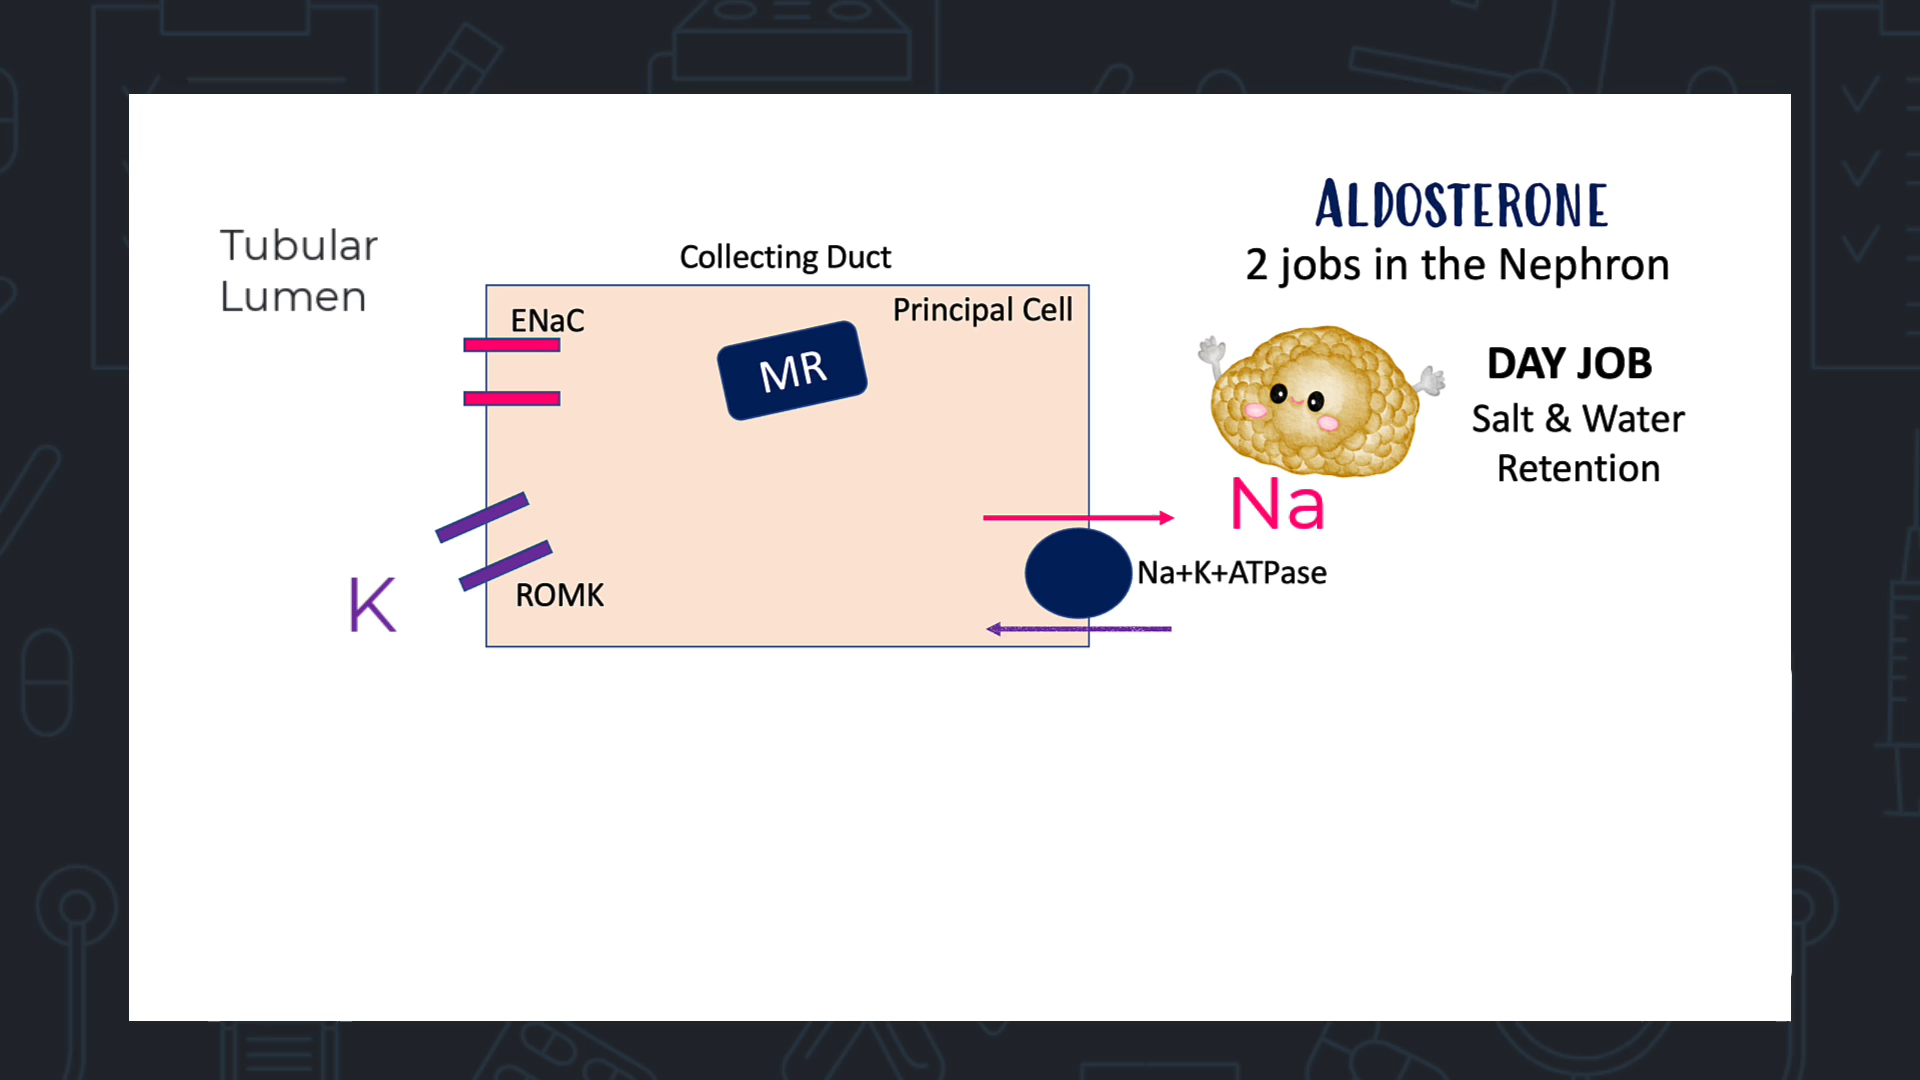 Tubular
Lumen
Collecting Duct
ENaC
Principal Cell
MR
ROMK
K
ALDOSTERONE
2 jobs in the Nephron
DAY JOB
Salt & Water
Retention
Na
Na+K+ATPase